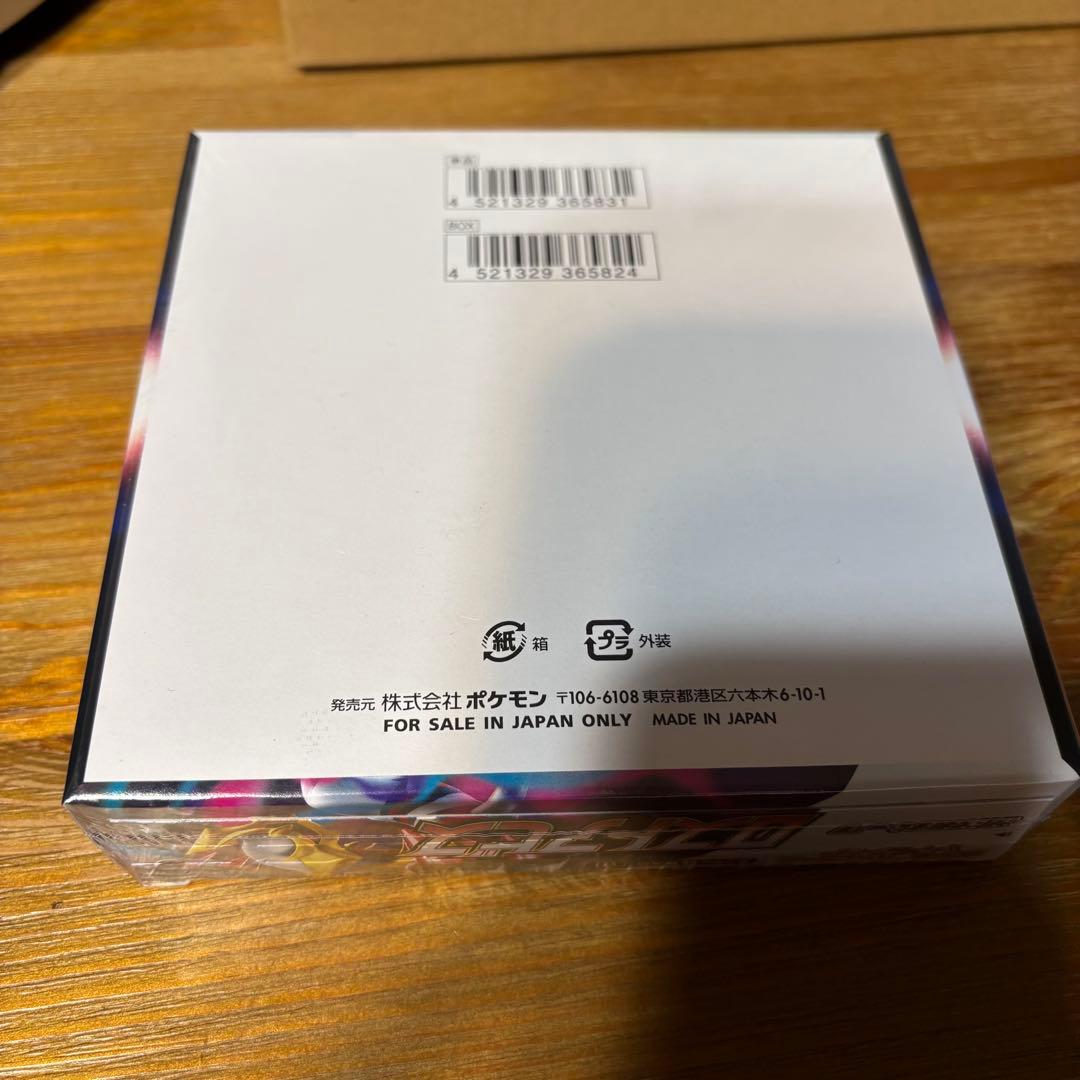 単品
4 521329 365831
BOX
4 521329 365824
紙 箱
プラ 外装
発売元 株式会社 ポケモン 〒106-6108 東京都港区六本木6-10-1
FOR SALE IN JAPAN ONLY MADE IN JAPAN